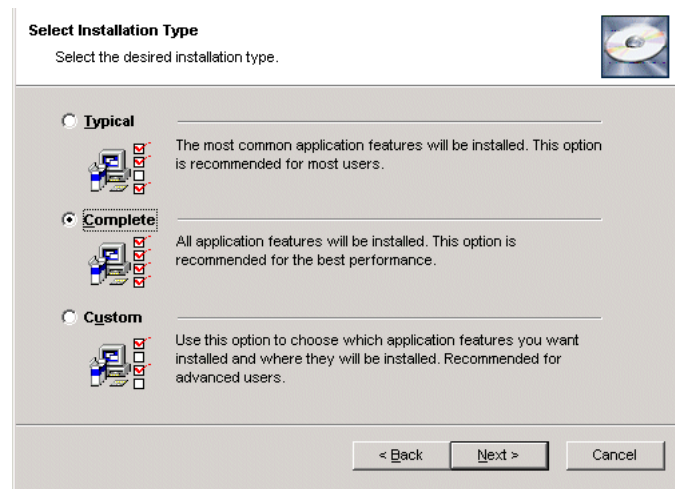 Select Installation Type
Select the desired installation type.
Typical
The most common application features will be installed. This option
is recommended for most users.
Complete
All application features will be installed. This option is
recommended for the best performance.
Custom
Use this option to choose which application features you want
installed and where they will be installed. Recommended for
advanced users.
< Back Next > Cancel